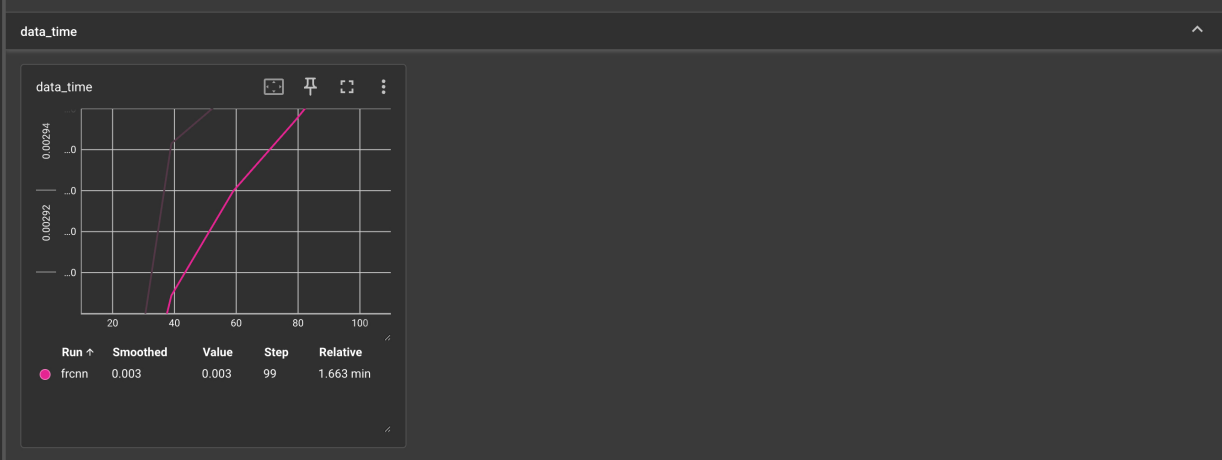 data_time
data_time
0.00294
...0
...0
0.00292
...0
...0
20 40 60 80 100
Run ↑ Smoothed Value Step Relative
frcnn 0.003 0.003 99 1.663 min